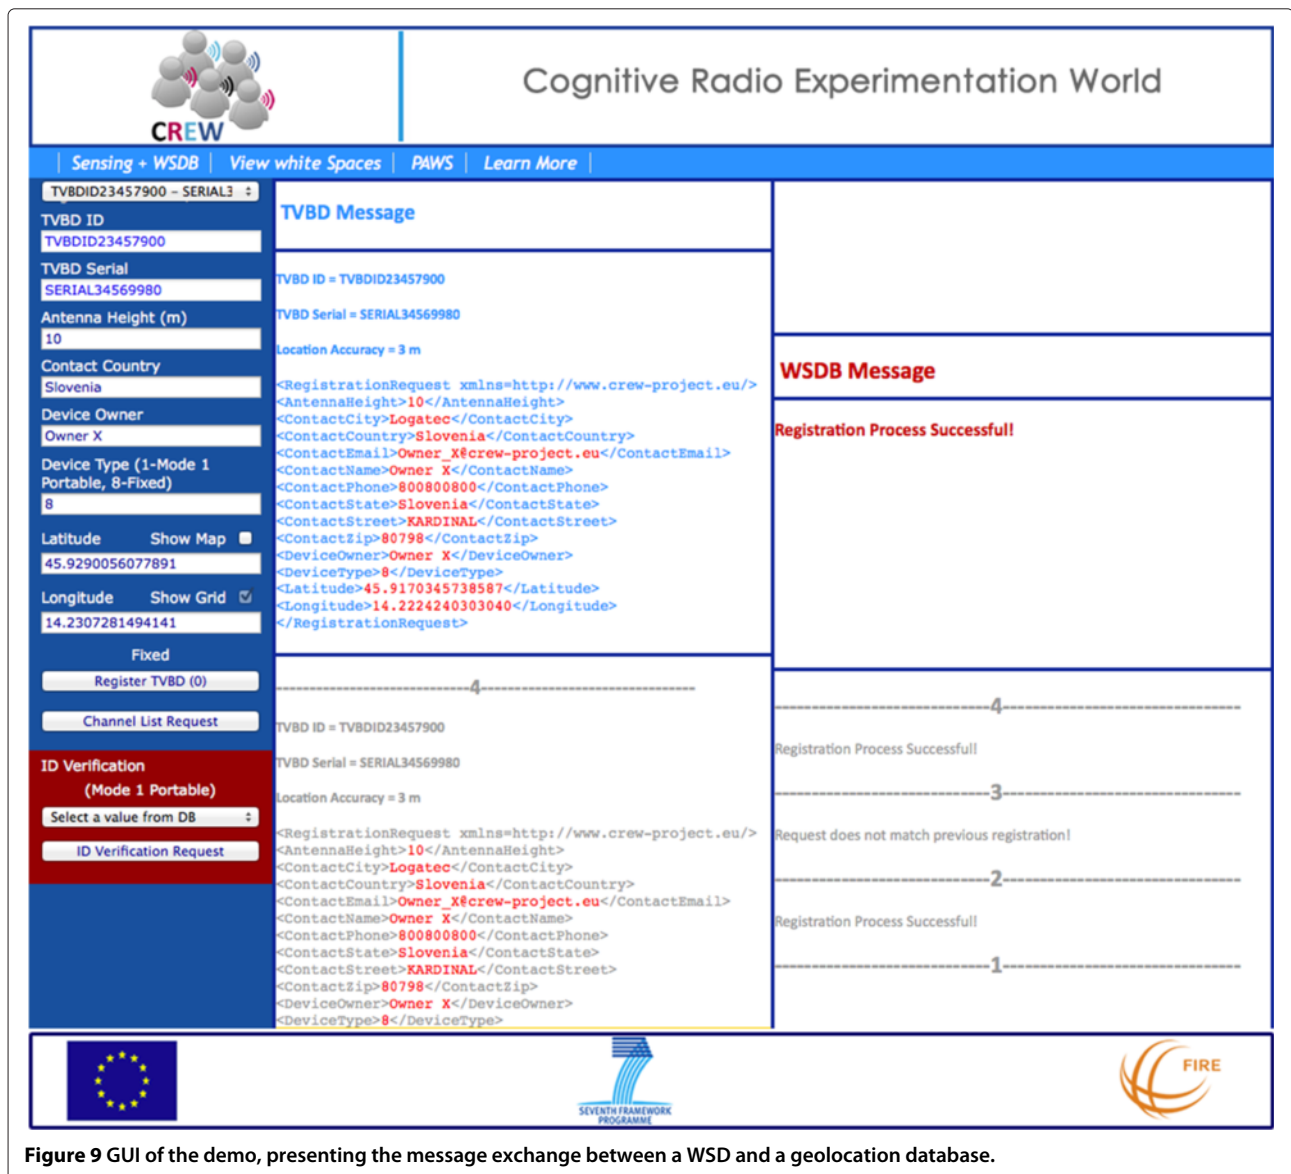 CREW
Cognitive Radio Experimentation World
Sensing + WSDB | View white Spaces | PAWS | Learn More
TVBDID23457900 – SERIAL3
TVBD ID
TVBDID23457900
TVBD Serial
SERIAL34569980
Antenna Height (m)
10
Contact Country
Slovenia
Device Owner
Owner X
Device Type (1-Mode 1
Portable, 8-Fixed)
8
Latitude Show Map
45.9290056077891
Longitude Show Grid
14.2307281494141
Fixed
Register TVBD (0)
Channel List Request
ID Verification
(Mode 1 Portable)
Select a value from DB
ID Verification Request
TVBD Message
TVBD ID = TVBDID23457900
TVBD Serial = SERIAL34569980
Location Accuracy = 3 m
<RegistrationRequest xmlns=http://www.crew-project.eu/>
<AntennaHeight>10</AntennaHeight>
<ContactCity>Logatec</ContactCity>
<ContactCountry>Slovenia</ContactCountry>
<ContactEmail>Owner_X@crew-project.eu</ContactEmail>
<ContactName>Owner X</ContactName>
<ContactPhone>800800800</ContactPhone>
<ContactState>Slovenia</ContactState>
<ContactStreet>KARDINAL</ContactStreet>
<ContactZip>80798</ContactZip>
<DeviceOwner>Owner X</DeviceOwner>
<DeviceType>8</DeviceType>
<Latitude>45.9170345738587</Latitude>
<Longitude>14.2224240303040</Longitude>
</RegistrationRequest>
-----------------------------4--------------------------------
TVBD ID = TVBDID23457900
TVBD Serial = SERIAL34569980
Location Accuracy = 3 m
<RegistrationRequest xmlns=http://www.crew-project.eu/>
<AntennaHeight>10</AntennaHeight>
<ContactCity>Logatec</ContactCity>
<ContactCountry>Slovenia</ContactCountry>
<ContactEmail>Owner_X@crew-project.eu</ContactEmail>
<ContactName>Owner X</ContactName>
<ContactPhone>800800800</ContactPhone>
<ContactState>Slovenia</ContactState>
<ContactStreet>KARDINAL</ContactStreet>
<ContactZip>80798</ContactZip>
<DeviceOwner>Owner X</DeviceOwner>
<DeviceType>8</DeviceType>
WSDB Message
Registration Process Successful!
--------------------------------4-----------------------------------
Registration Process Successful!
--------------------------------3-----------------------------------
Request does not match previous registration!
--------------------------------2-----------------------------------
Registration Process Successful!
--------------------------------1-----------------------------------
SEVENTH FRAMEWORK
PROGRAMME
FIRE
Figure 9 GUI of the demo, presenting the message exchange between a WSD and a geolocation database.